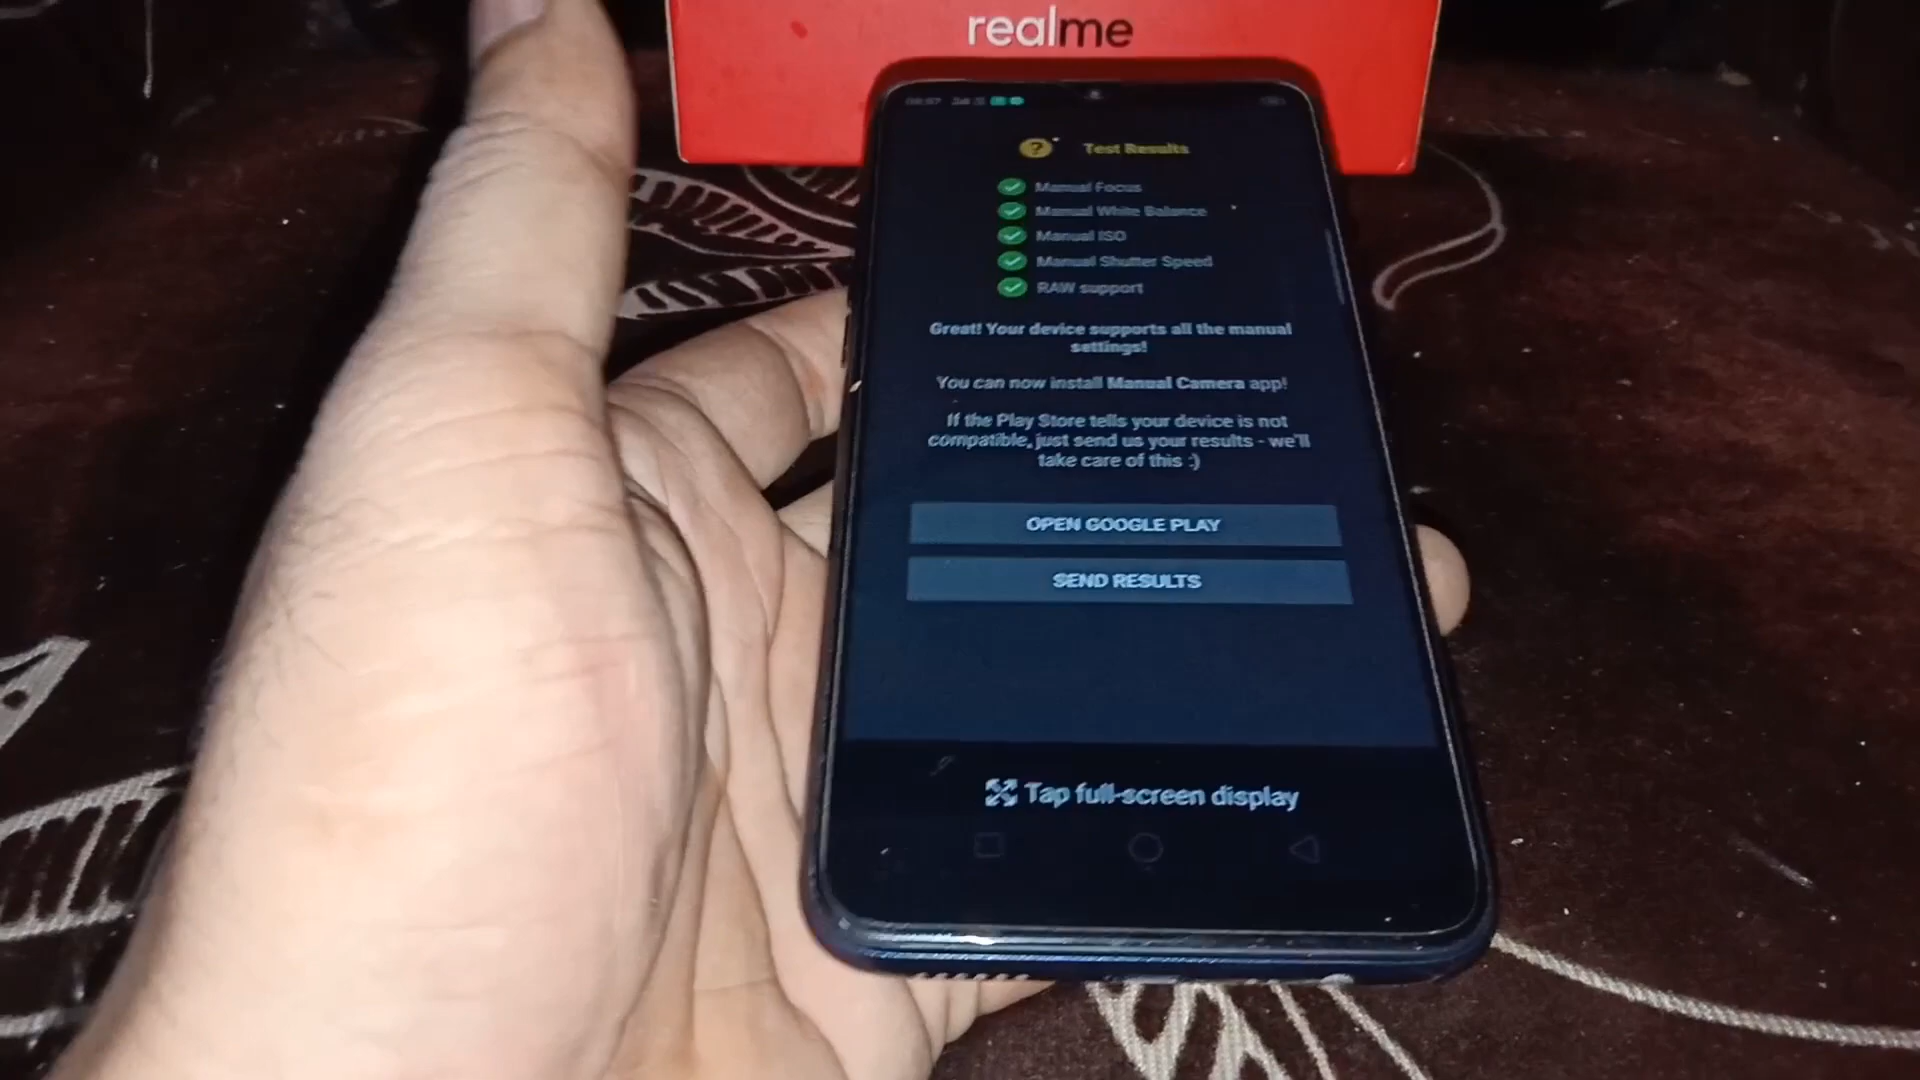 realme
Test Results
Manual Focus
Manual White Balance
Manual ISO
Manual Shutter Speed
RAW support
Great! Your device supports all the manual
settings!
You can now install Manual Camera app!
If the Play Store tells your device is not
compatible, just send us your results - we'll
take care of this :)
OPEN GOOGLE PLAY
SEND RESULTS
Tap full-screen display